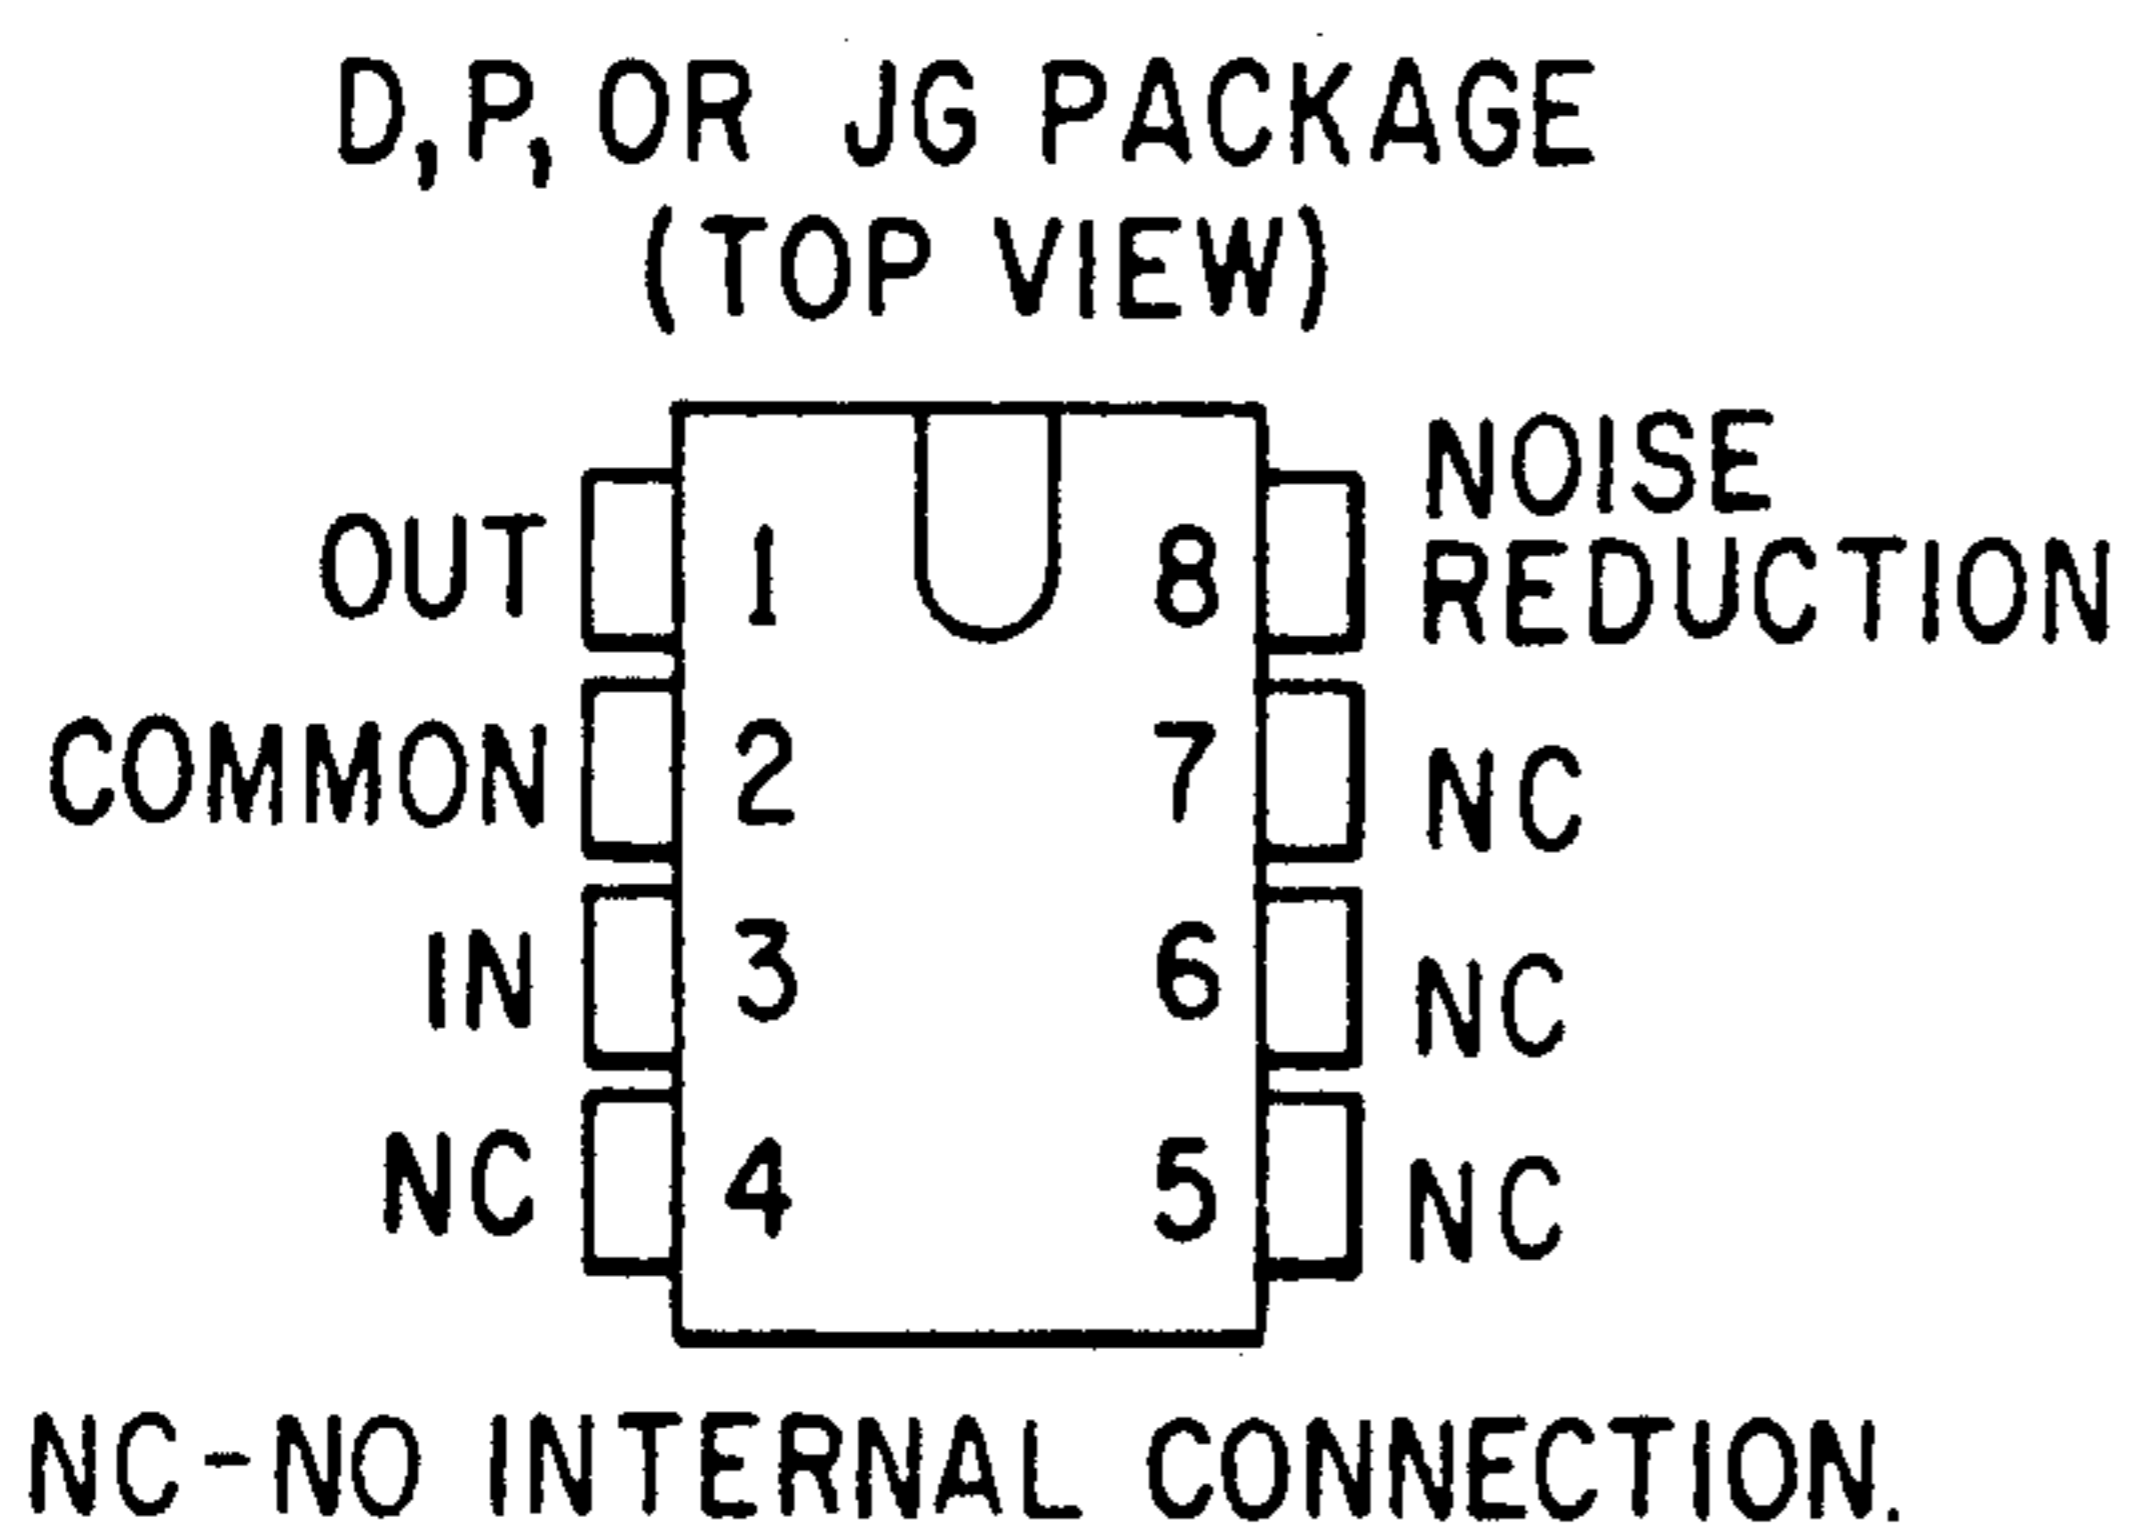 D,P, OR JG PACKAGE
(TOP VIEW)
OUT 1 8 NOISE
REDUCTION
COMMON 2 7 NC
IN 3 6 NC
NC 4 5 NC
NC-NO INTERNAL CONNECTION.